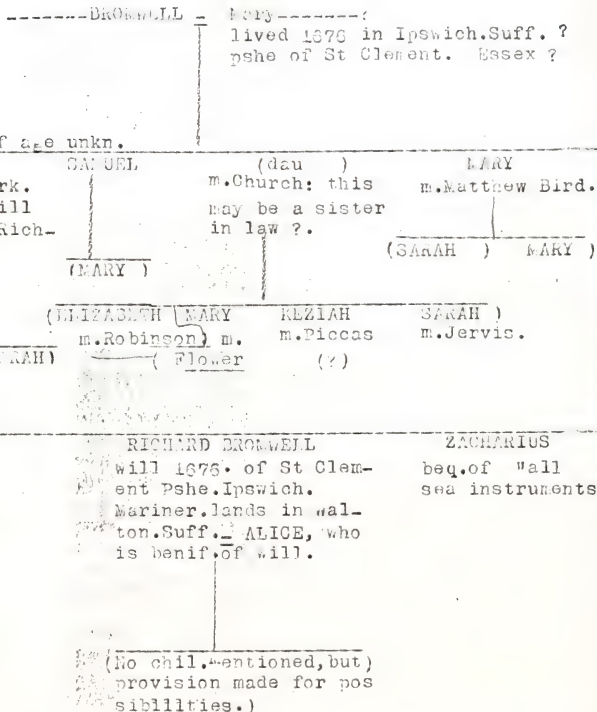 -------BROMWELL = Mary-------?
lived 1676 in Ipswich.Suff. ?
pshe of St Clement. Essex ?
f age unkn.
SAMUEL (dau ) MARY
rk. m.Church: this m.Matthew Bird.
ill may be a sister
Rich- in law ?.
(SARAH ) MARY )
(MARY )
(ELIZABETH MARY KEZIAH SARAH )
m.Robinson) m. m.Piccas m.Jervis.
RAH) ( Flower (?)
RICHARD BROMWELL ZACHARIUS
will 1676. of St Clem- beq.of "all
ent Pshe.Ipswich. sea instruments
Mariner.lands in Wal-
ton.Suff.= ALICE, who
is benif.of will.
(No chil.mentioned,but)
provision made for pos
siblilties.)